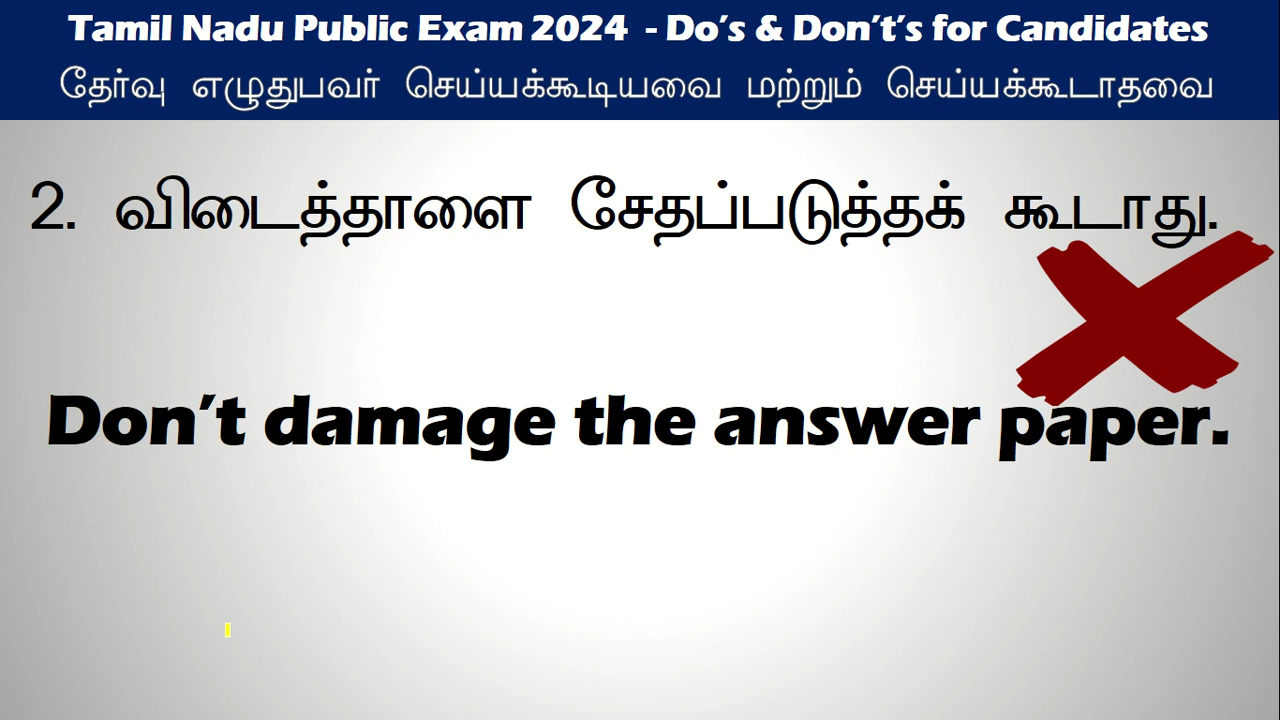 Tamil Nadu Public Exam 2024 - Do's & Don't's for Candidates
தேர்வு எழுதுபவர் செய்யக்கூடியவை மற்றும் செய்யக்கூடாதவை
2. விடைத்தாளை சேதப்படுத்தக் கூடாது.
Don't damage the answer paper.